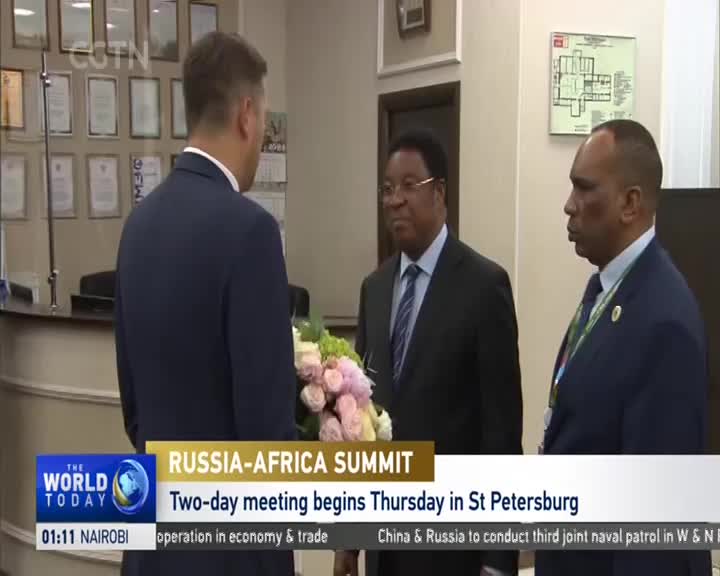 CGTN
RUSSIA-AFRICA SUMMIT
THE
WORLD
TODAY
Two-day meeting begins Thursday in St Petersburg
01:11 NAIROBI
operation in economy & trade China & Russia to conduct third joint naval patrol in W & N